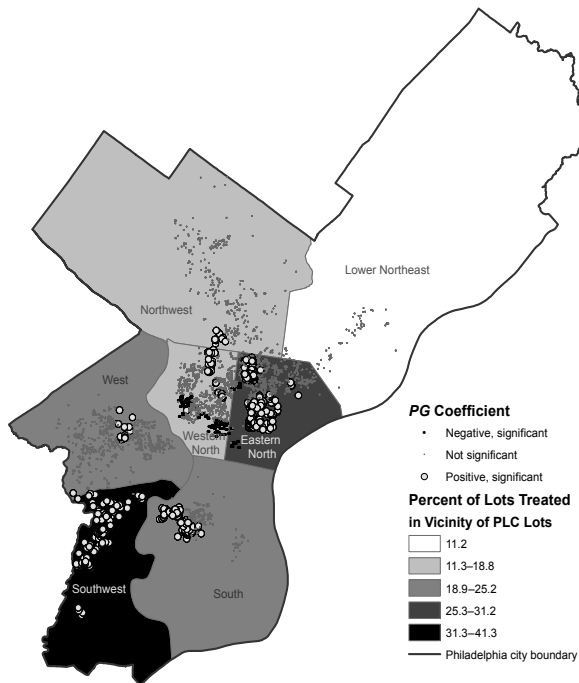 Lower Northeast
Northwest
West
Western
North
Eastern
North
Southwest
South
PG Coefficient
Negative, significant
Not significant
Positive, significant
Percent of Lots Treated
in Vicinity of PLC Lots
11.2
11.3–18.8
18.9–25.2
25.3–31.2
31.3–41.3
Philadelphia city boundary